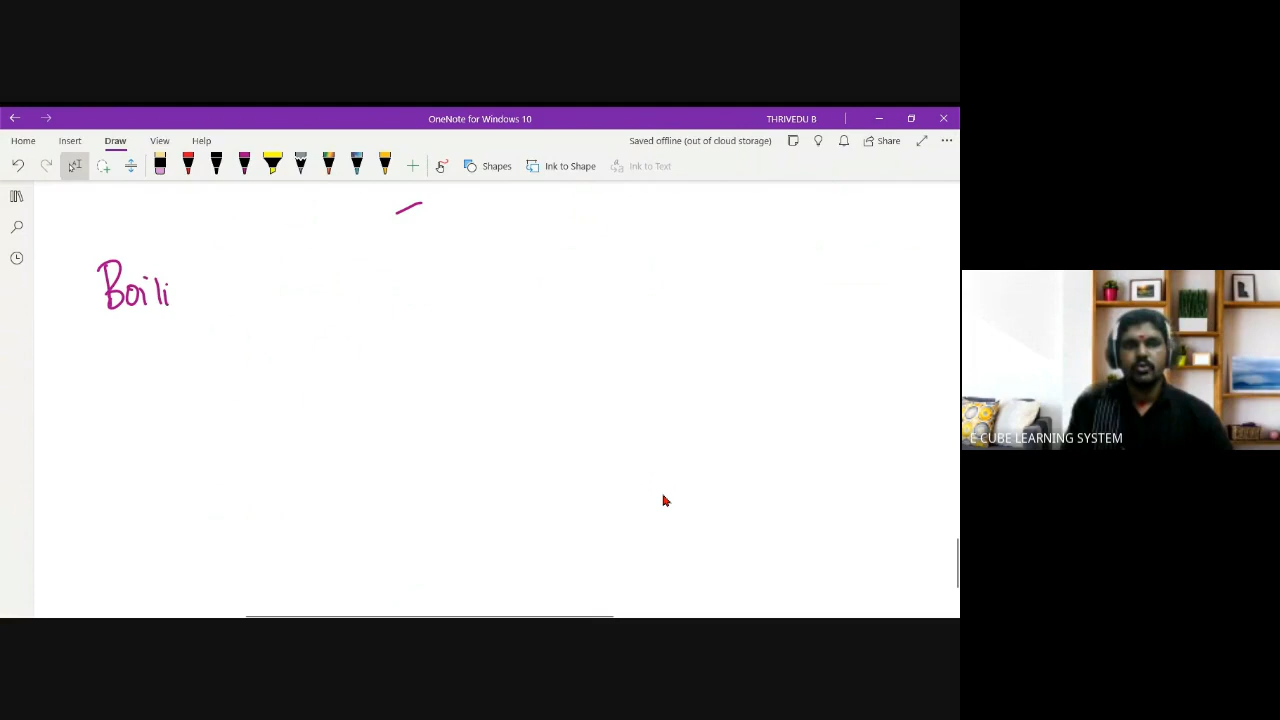 OneNote for Windows 10
THRIVEDU B
Home Insert Draw View Help
Saved offline (out of cloud storage)
Share
Shapes
Ink to Shape
Ink to Text
Boili
E CUBE LEARNING SYSTEM